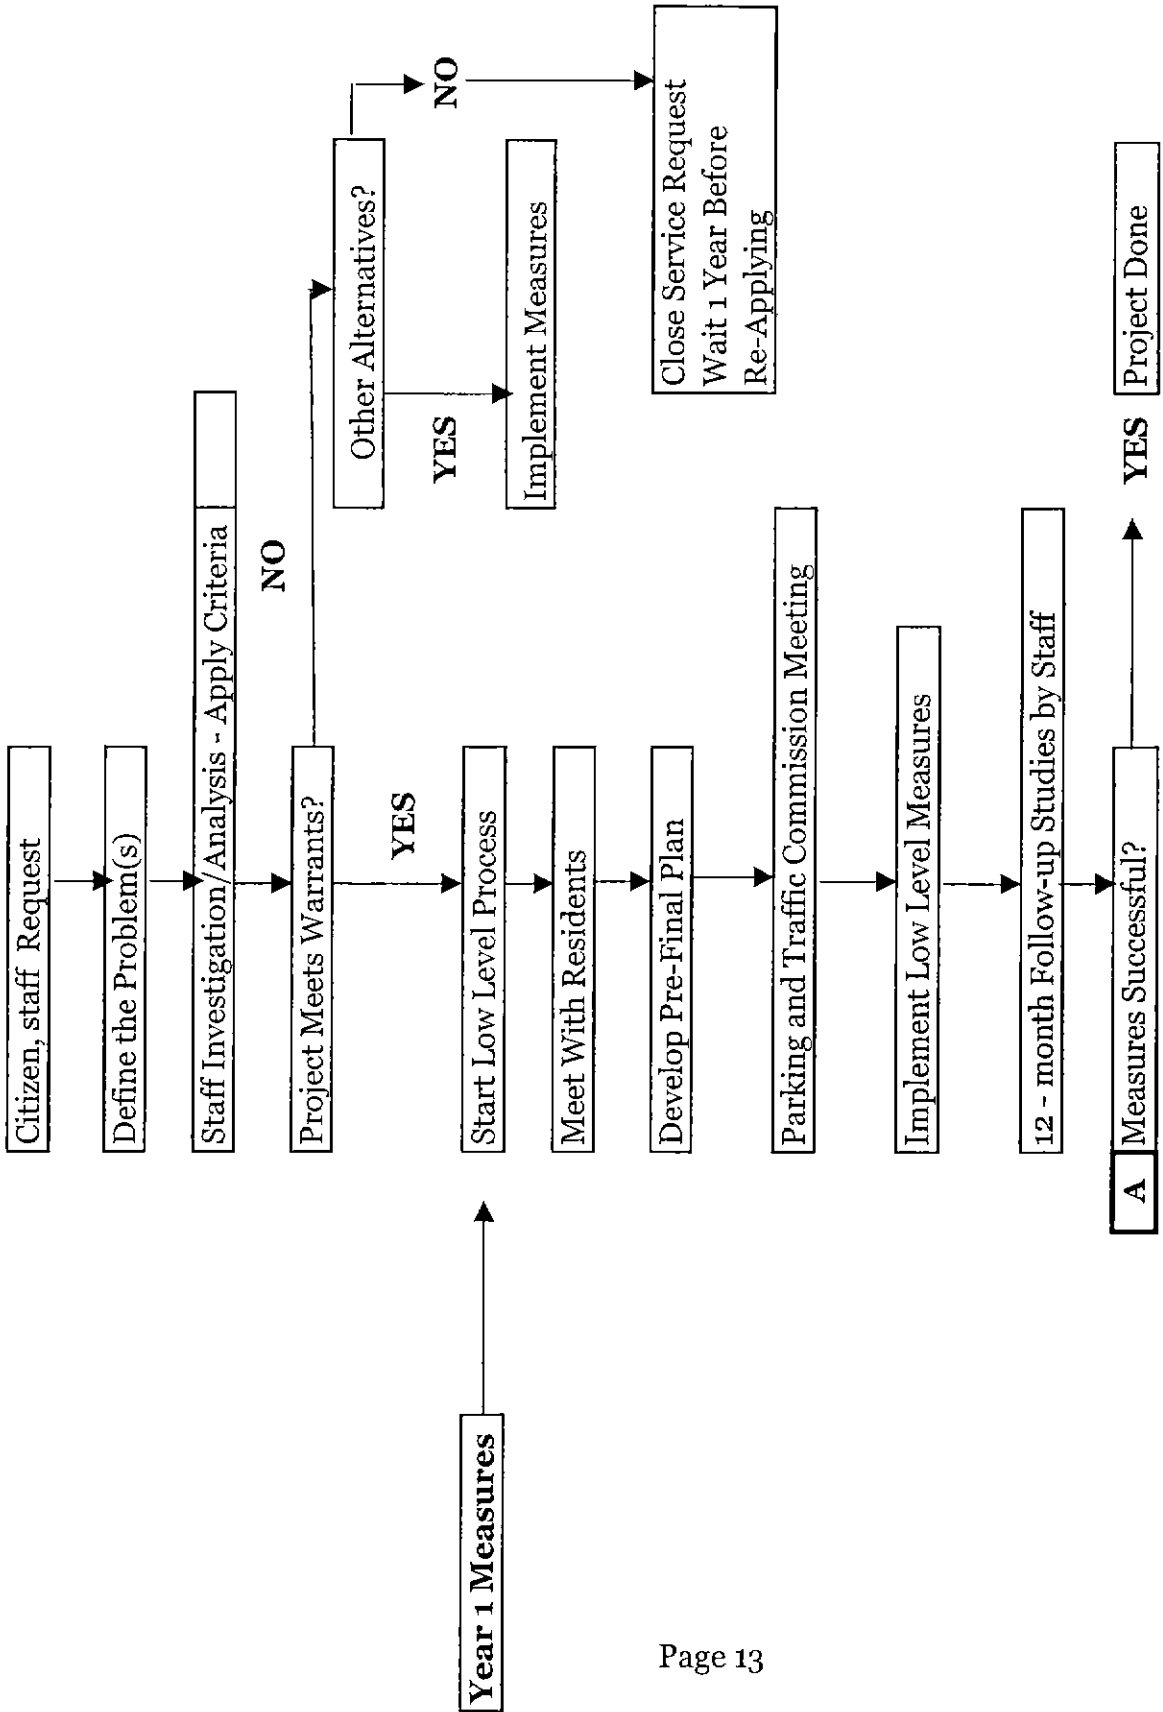 Citizen, staff Request
Define the Problem(s)
Staff Investigation/Analysis - Apply Criteria
NO
Project Meets Warrants?
Other Alternatives?
NO
YES
YES
Year 1 Measures
Start Low Level Process
Implement Measures
Meet With Residents
Close Service Request
Wait 1 Year Before
Re-Applying
Develop Pre-Final Plan
Parking and Traffic Commission Meeting
Implement Low Level Measures
12 - month Follow-up Studies by Staff
A
Measures Successful?
YES
Project Done
Page 13